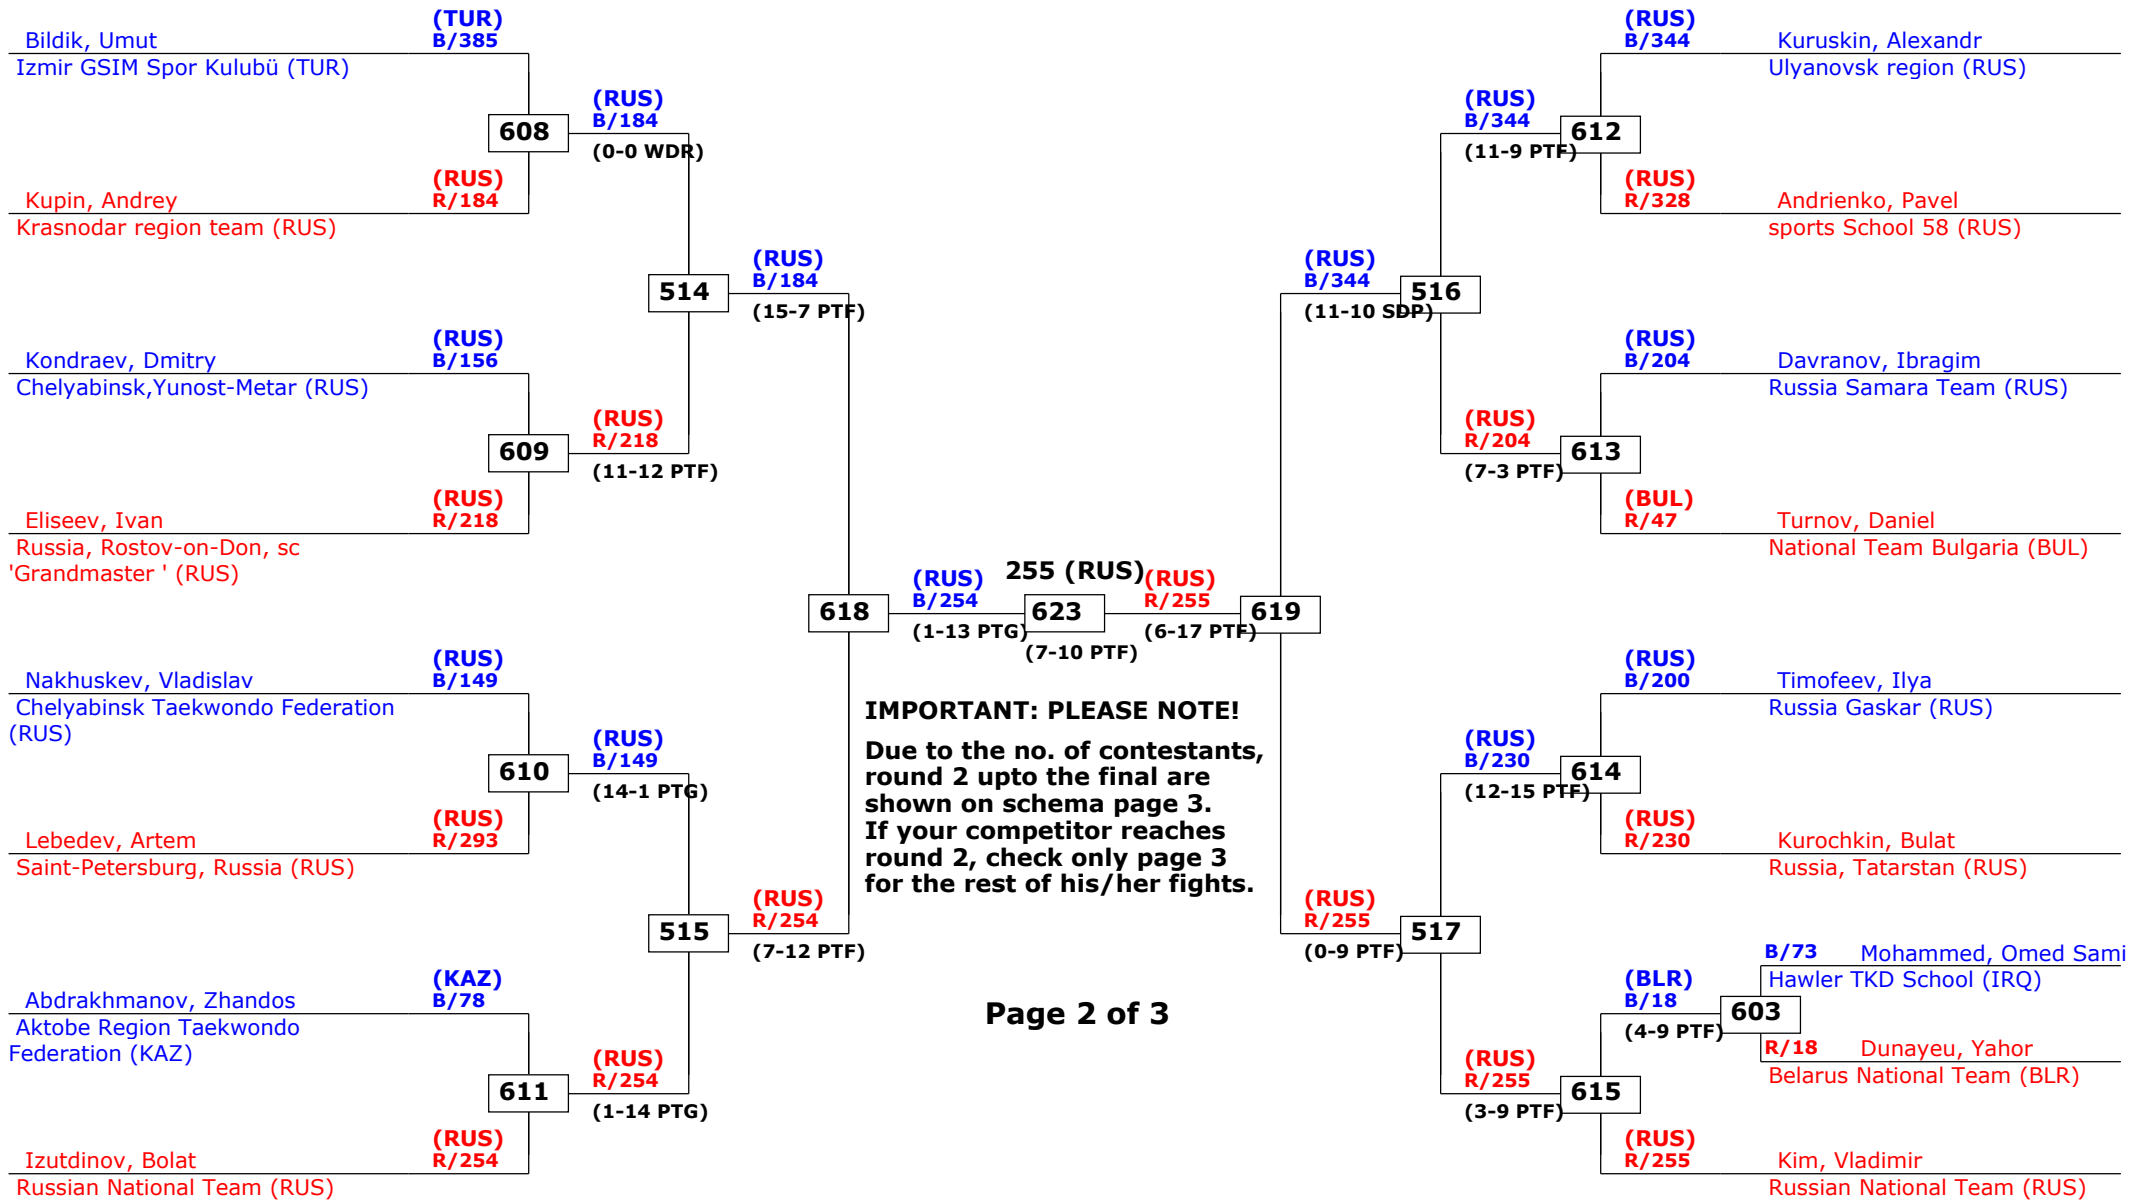 (TUR)
Bildik, Umut B/385
Izmir GSIM Spor Kulubü (TUR)
608
(RUS)
B/184
(0-0 WDR)
(RUS)
Kupin, Andrey R/184
Krasnodar region team (RUS)
514
(RUS)
B/184
(15-7 PTF)
(RUS)
Kondraev, Dmitry B/156
Chelyabinsk,Yunost-Metar (RUS)
609
(RUS)
R/218
(11-12 PTF)
(RUS)
Eliseev, Ivan R/218
Russia, Rostov-on-Don, sc
'Grandmaster ' (RUS)
618
(RUS)
B/254
(1-13 PTG)
(RUS)
Nakhuskev, Vladislav B/149
Chelyabinsk Taekwondo Federation
(RUS)
610
(RUS)
B/149
(14-1 PTG)
(RUS)
Lebedev, Artem R/293
Saint-Petersburg, Russia (RUS)
515
(RUS)
R/254
(7-12 PTF)
(KAZ)
Abdrakhmanov, Zhandos B/78
Aktobe Region Taekwondo
Federation (KAZ)
611
(RUS)
R/254
(1-14 PTG)
(RUS)
Izutdinov, Bolat R/254
Russian National Team (RUS)
255 (RUS)
623
(7-10 PTF)
IMPORTANT: PLEASE NOTE!
Due to the no. of contestants,
round 2 upto the final are
shown on schema page 3.
If your competitor reaches
round 2, check only page 3
for the rest of his/her fights.
Page 2 of 3
(RUS)
B/344 Kuruskin, Alexandr
Ulyanovsk region (RUS)
(RUS)
B/344
(11-9 PTF)
612
(RUS)
R/328 Andrienko, Pavel
sports School 58 (RUS)
(RUS)
B/344
(11-10 SDP)
516
(RUS)
B/204 Davranov, Ibragim
Russia Samara Team (RUS)
(RUS)
R/204
(7-3 PTF)
613
(BUL)
R/47 Turnov, Daniel
National Team Bulgaria (BUL)
(RUS)
R/255
(6-17 PTF)
619
(RUS)
B/200 Timofeev, Ilya
Russia Gaskar (RUS)
(RUS)
B/230
(12-15 PTF)
614
(RUS)
R/230 Kurochkin, Bulat
Russia, Tatarstan (RUS)
(RUS)
R/255
(0-9 PTF)
517
B/73 Mohammed, Omed Sami
Hawler TKD School (IRQ)
(BLR)
B/18
(4-9 PTF)
603
R/18 Dunayeu, Yahor
Belarus National Team (BLR)
(RUS)
R/255
(3-9 PTF)
615
(RUS)
R/255 Kim, Vladimir
Russian National Team (RUS)